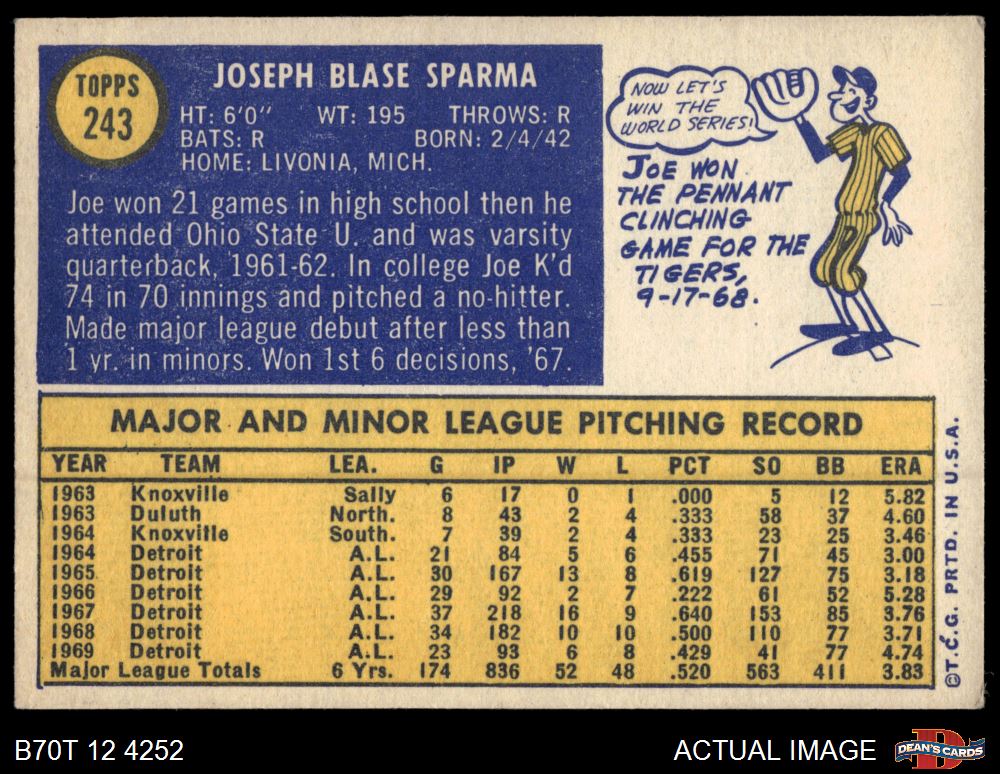 TOPPS
243
JOSEPH BLASE SPARMA
HT: 6'0" WT: 195 THROWS: R
BATS: R BORN: 2/4/42
HOME: LIVONIA, MICH.
Joe won 21 games in high school then he
attended Ohio State U. and was varsity
quarterback, 1961-62. In college Joe K'd
74 in 70 innings and pitched a no-hitter.
Made major league debut after less than
1 yr. in minors. Won 1st 6 decisions, '67.
NOW LET'S
WIN THE
WORLD SERIES!
JOE WON
THE PENNANT
CLINCHING
GAME FOR THE
TIGERS,
9-17-68.
MAJOR AND MINOR LEAGUE PITCHING RECORD
YEAR TEAM LEA. G IP W L PCT SO BB ERA
1963 Knoxville Sally 6 17 0 1 .000 5 12 5.82
1963 Duluth North. 8 43 2 4 .333 58 37 4.60
1964 Knoxville South. 7 39 2 4 .333 23 25 3.46
1964 Detroit A.L. 21 84 5 6 .455 71 45 3.00
1965 Detroit A.L. 30 167 13 8 .619 127 75 3.18
1966 Detroit A.L. 29 92 2 7 .222 61 52 5.28
1967 Detroit A.L. 37 218 16 9 .640 153 85 3.76
1968 Detroit A.L. 34 182 10 10 .500 110 77 3.71
1969 Detroit A.L. 23 93 6 8 .429 41 77 4.74
Major League Totals 6 Yrs. 174 836 52 48 .520 563 411 3.83
©T.C.G. PRTD. IN U.S.A.
B70T 12 4252
ACTUAL IMAGE
D
DEAN'S CARDS